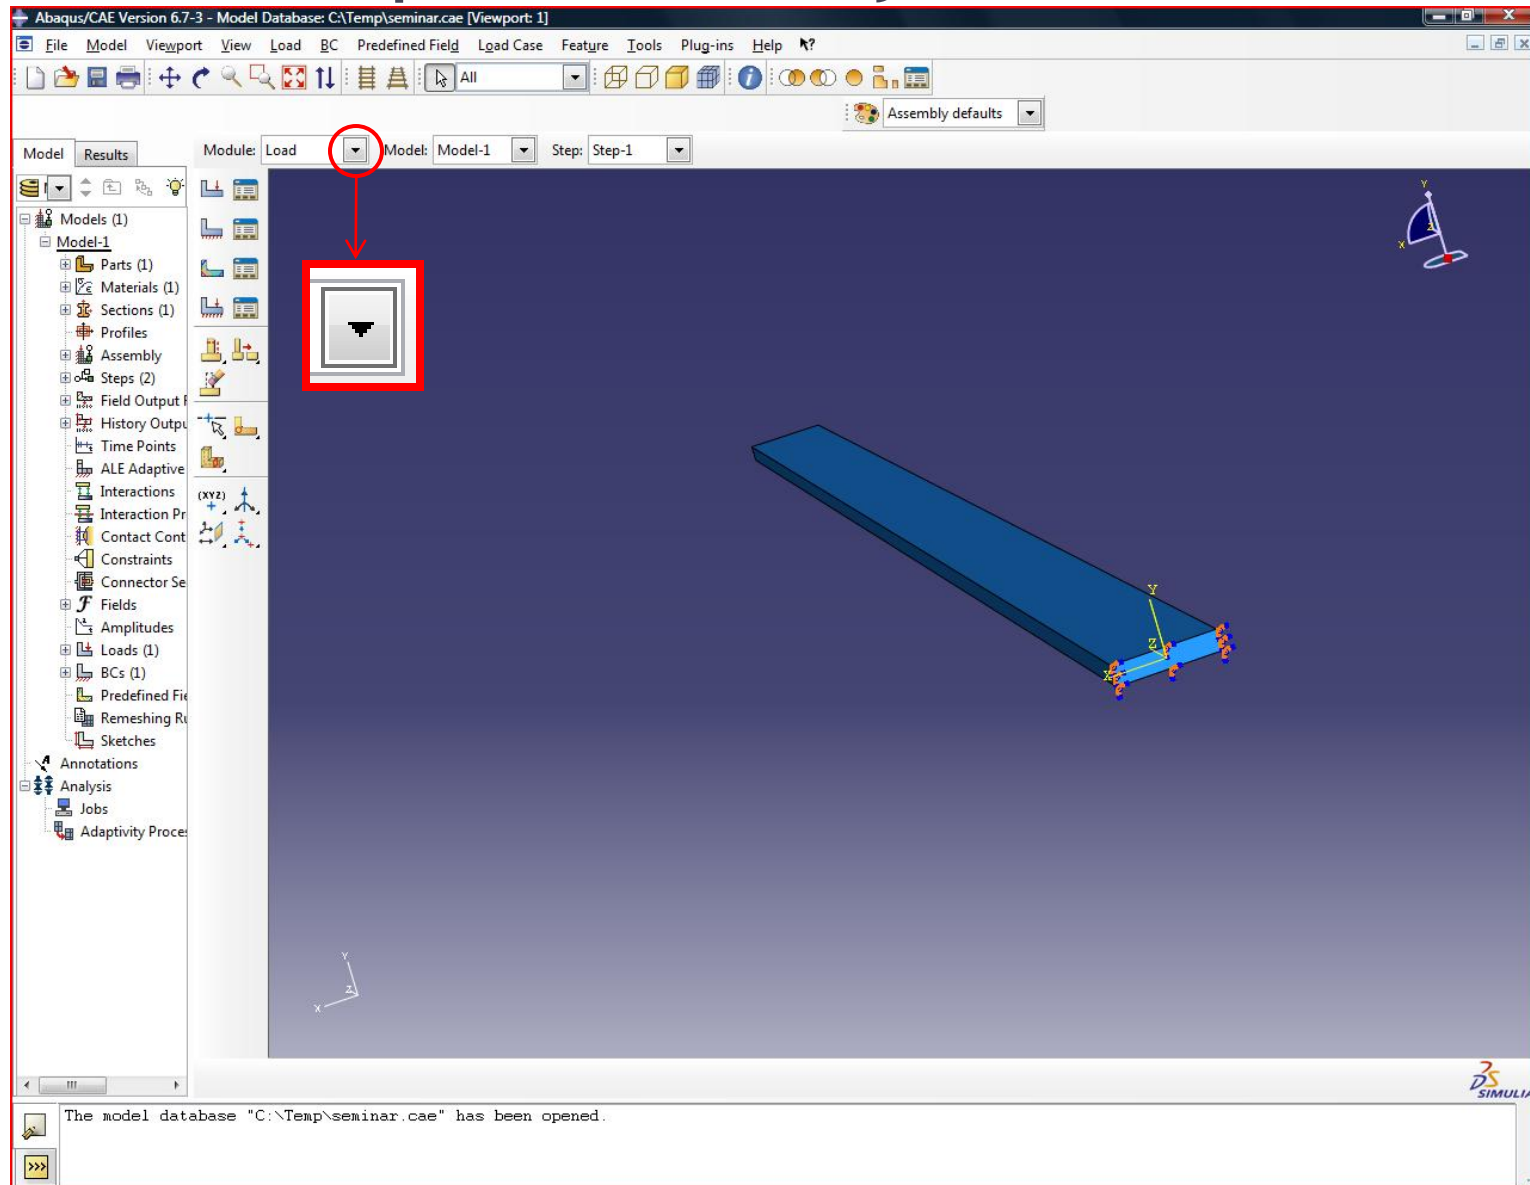 Abaqus/CAE Version 6.7-3 - Model Database: C:\Temp\seminar.cae [Viewport: 1]
File Model Viewport View Load BC Predefined Field Load Case Feature Tools Plug-ins Help
All
Assembly defaults
Model Results
Module: Load Model: Model-1 Step: Step-1
Models (1)
Model-1
Parts (1)
Materials (1)
Sections (1)
Profiles
Assembly
Steps (2)
Field Output
History Outpu
Time Points
ALE Adaptive
Interactions
Interaction Pr
Contact Cont
Constraints
Connector Se
Fields
Amplitudes
Loads (1)
BCs (1)
Predefined Fie
Remeshing Ru
Sketches
Annotations
Analysis
Jobs
Adaptivity Proces
(XYZ)
Y
X
Z
Y
Z
X
Y
Z
X
SIMULIA
The model database "C:\Temp\seminar.cae" has been opened.
>>>